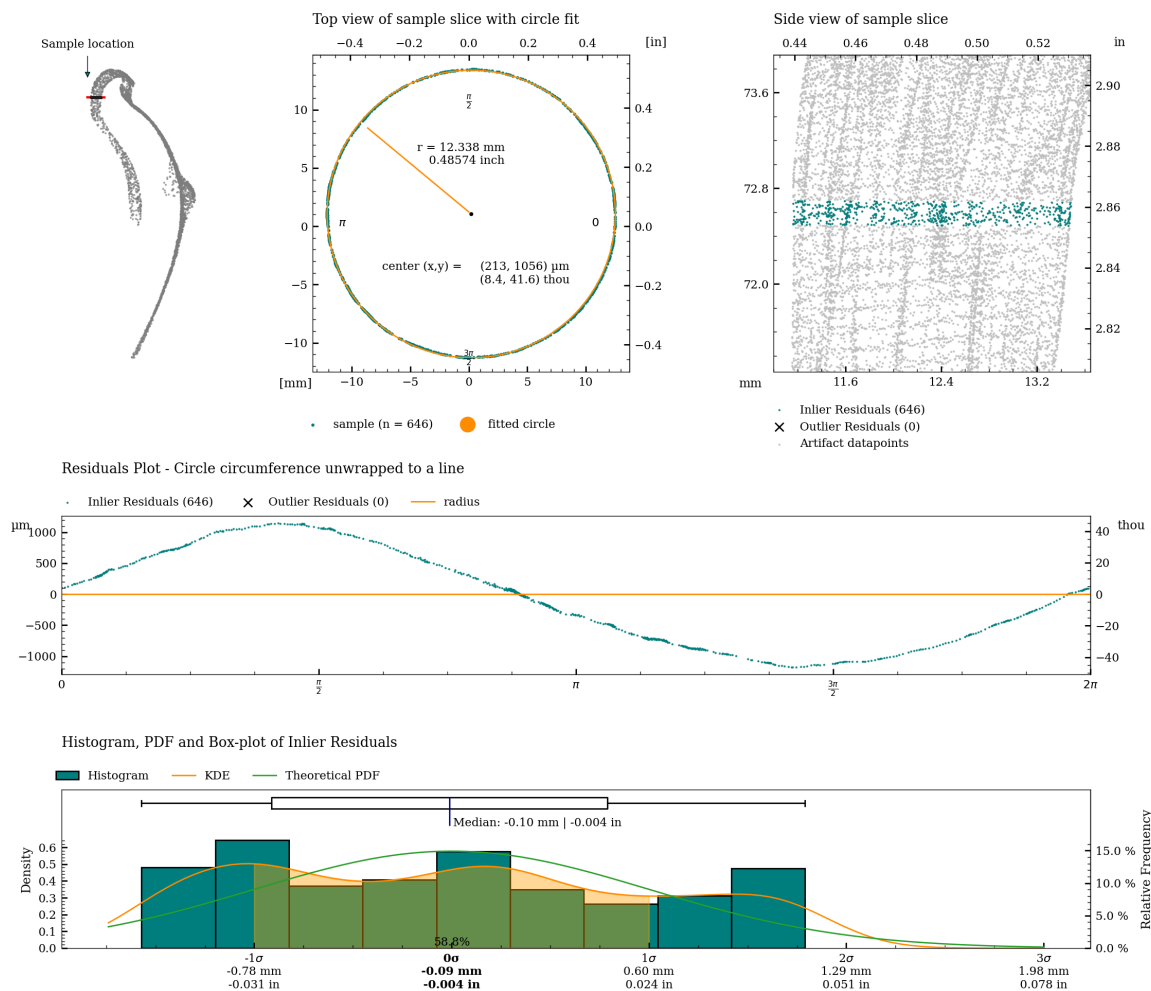 Sample location
Top view of sample slice with circle fit
−0.4 −0.2 0.0 0.2 0.4 [in]
10 5 0 −5 −10
[mm]
−10 −5 0 5 10
0.4 0.2 0.0 −0.2 −0.4
π/2
π
0
3π/2
r = 12.338 mm
0.48574 inch
center (x,y) = (213, 1056) µm
(8.4, 41.6) thou
sample (n = 646) fitted circle
Side view of sample slice
0.44 0.46 0.48 0.50 0.52 in
73.6 72.8 72.0
2.90 2.88 2.86 2.84 2.82
mm 11.6 12.4 13.2
Inlier Residuals (646)
Outlier Residuals (0)
Artifact datapoints
Residuals Plot - Circle circumference unwrapped to a line
Inlier Residuals (646) Outlier Residuals (0) radius
µm
1000 500 0 −500 −1000
thou
40 20 0 −20 −40
0 π/2 π 3π/2 2π
Histogram, PDF and Box-plot of Inlier Residuals
Histogram KDE Theoretical PDF
Median: -0.10 mm | -0.004 in
Density
0.6 0.5 0.4 0.3 0.2 0.1 0.0
15.0 % 10.0 % 5.0 % 0.0 %
Relative Frequency
58.8%
-1σ 0σ 1σ 2σ 3σ
-0.78 mm -0.09 mm 0.60 mm 1.29 mm 1.98 mm
-0.031 in -0.004 in 0.024 in 0.051 in 0.078 in